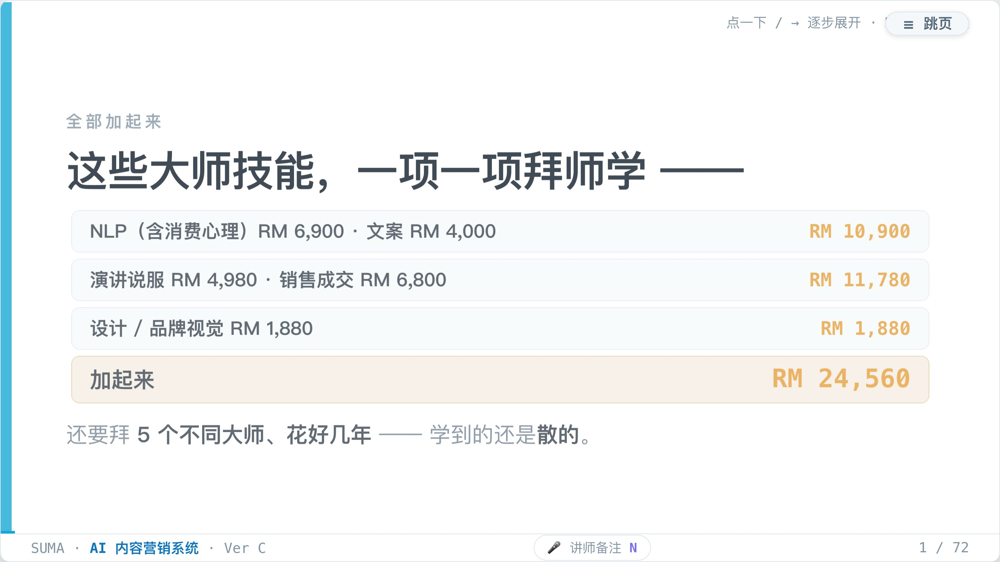 点一下 / → 逐步展开 ·
≡ 跳页
全部加起来
这些大师技能，一项一项拜师学 ——
NLP（含消费心理）RM 6,900 · 文案 RM 4,000
RM 10,900
演讲说服 RM 4,980 · 销售成交 RM 6,800
RM 11,780
设计 / 品牌视觉 RM 1,880
RM 1,880
加起来
RM 24,560
还要拜 5 个不同大师、花好几年 —— 学到的还是散的。
SUMA · AI 内容营销系统 · Ver C
🎤 讲师备注 N
1 / 72